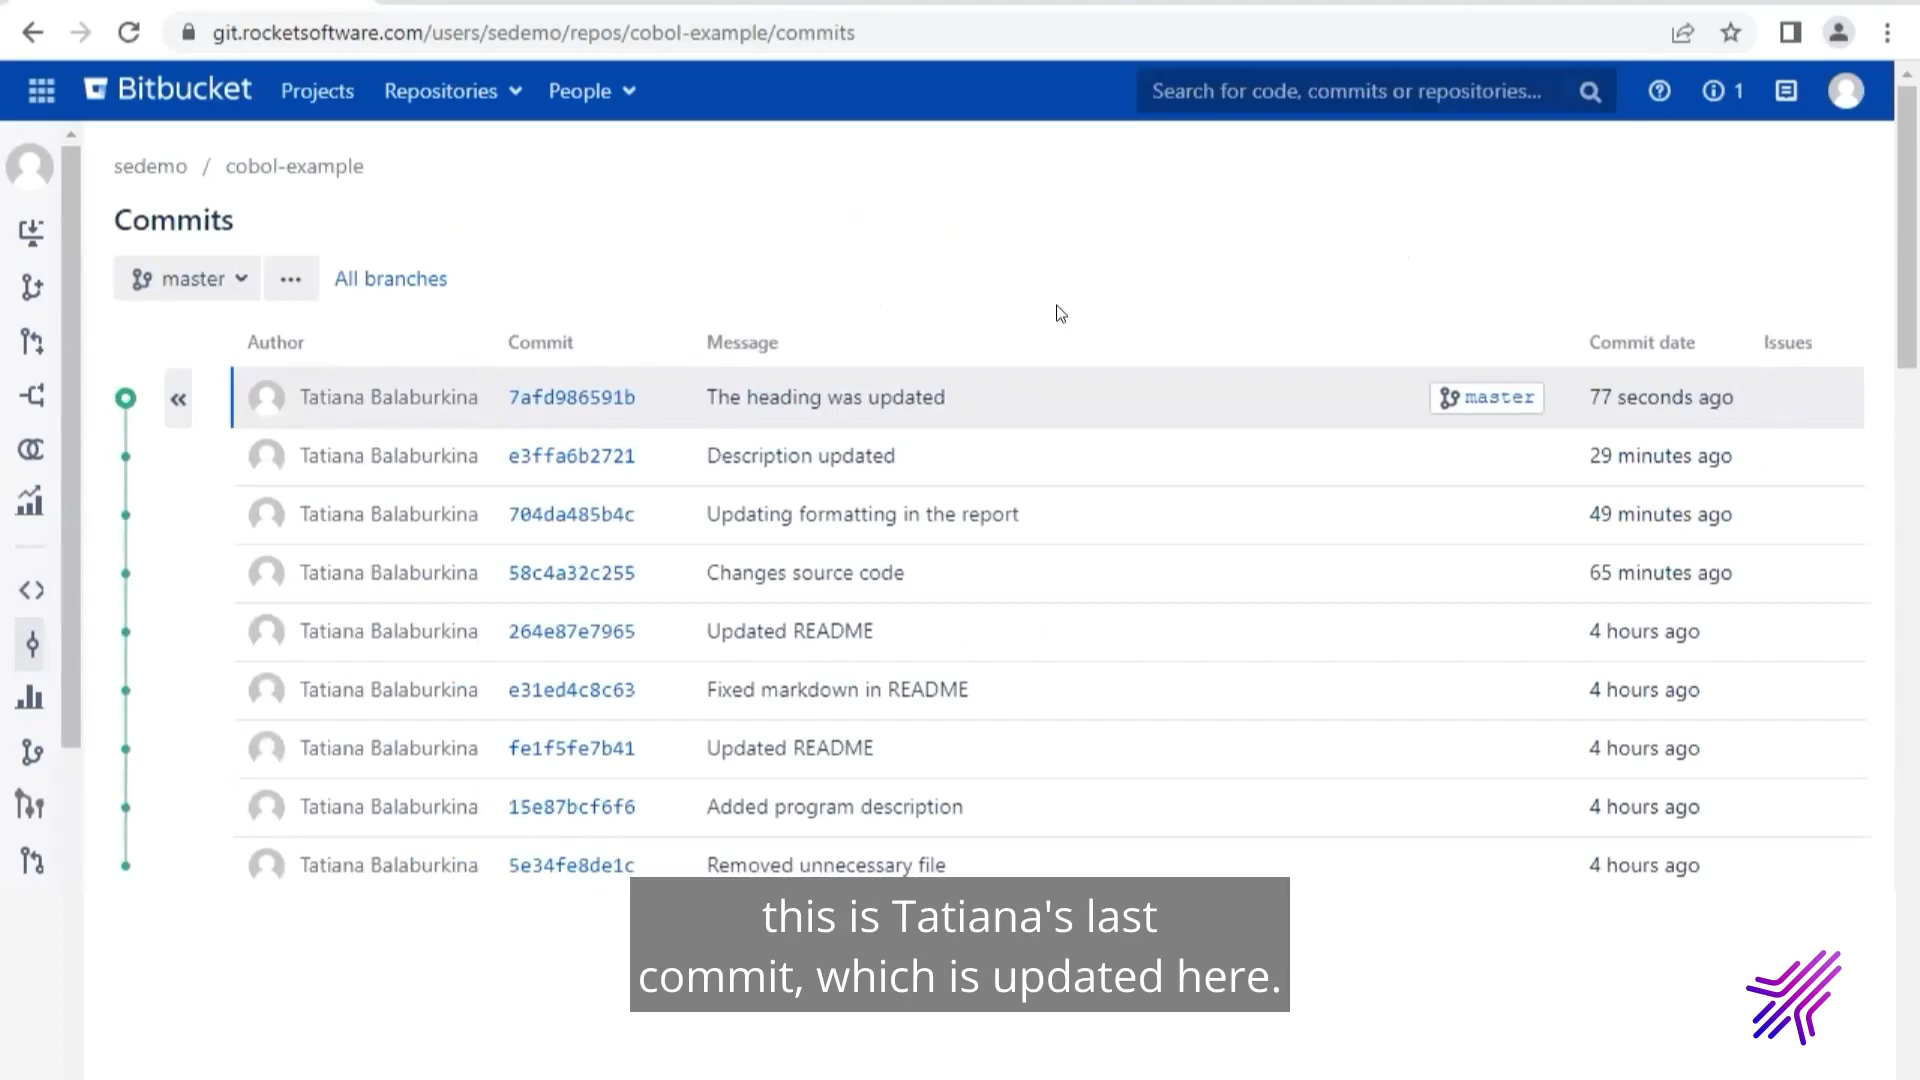 git.rocketsoftware.com/users/sedemo/repos/cobol-example/commits
Bitbucket Projects Repositories People Search for code, commits or repositories... 1
sedemo / cobol-example
Commits
master ... All branches
Author Commit Message Commit date Issues
Tatiana Balaburkina 7afd986591b The heading was updated master 77 seconds ago
Tatiana Balaburkina e3ffa6b2721 Description updated 29 minutes ago
Tatiana Balaburkina 704da485b4c Updating formatting in the report 49 minutes ago
Tatiana Balaburkina 58c4a32c255 Changes source code 65 minutes ago
Tatiana Balaburkina 264e87e7965 Updated README 4 hours ago
Tatiana Balaburkina e31ed4c8c63 Fixed markdown in README 4 hours ago
Tatiana Balaburkina fe1f5fe7b41 Updated README 4 hours ago
Tatiana Balaburkina 15e87bcf6f6 Added program description 4 hours ago
Tatiana Balaburkina 5e34fe8de1c Removed unnecessary file 4 hours ago
this is Tatiana's last
commit, which is updated here.